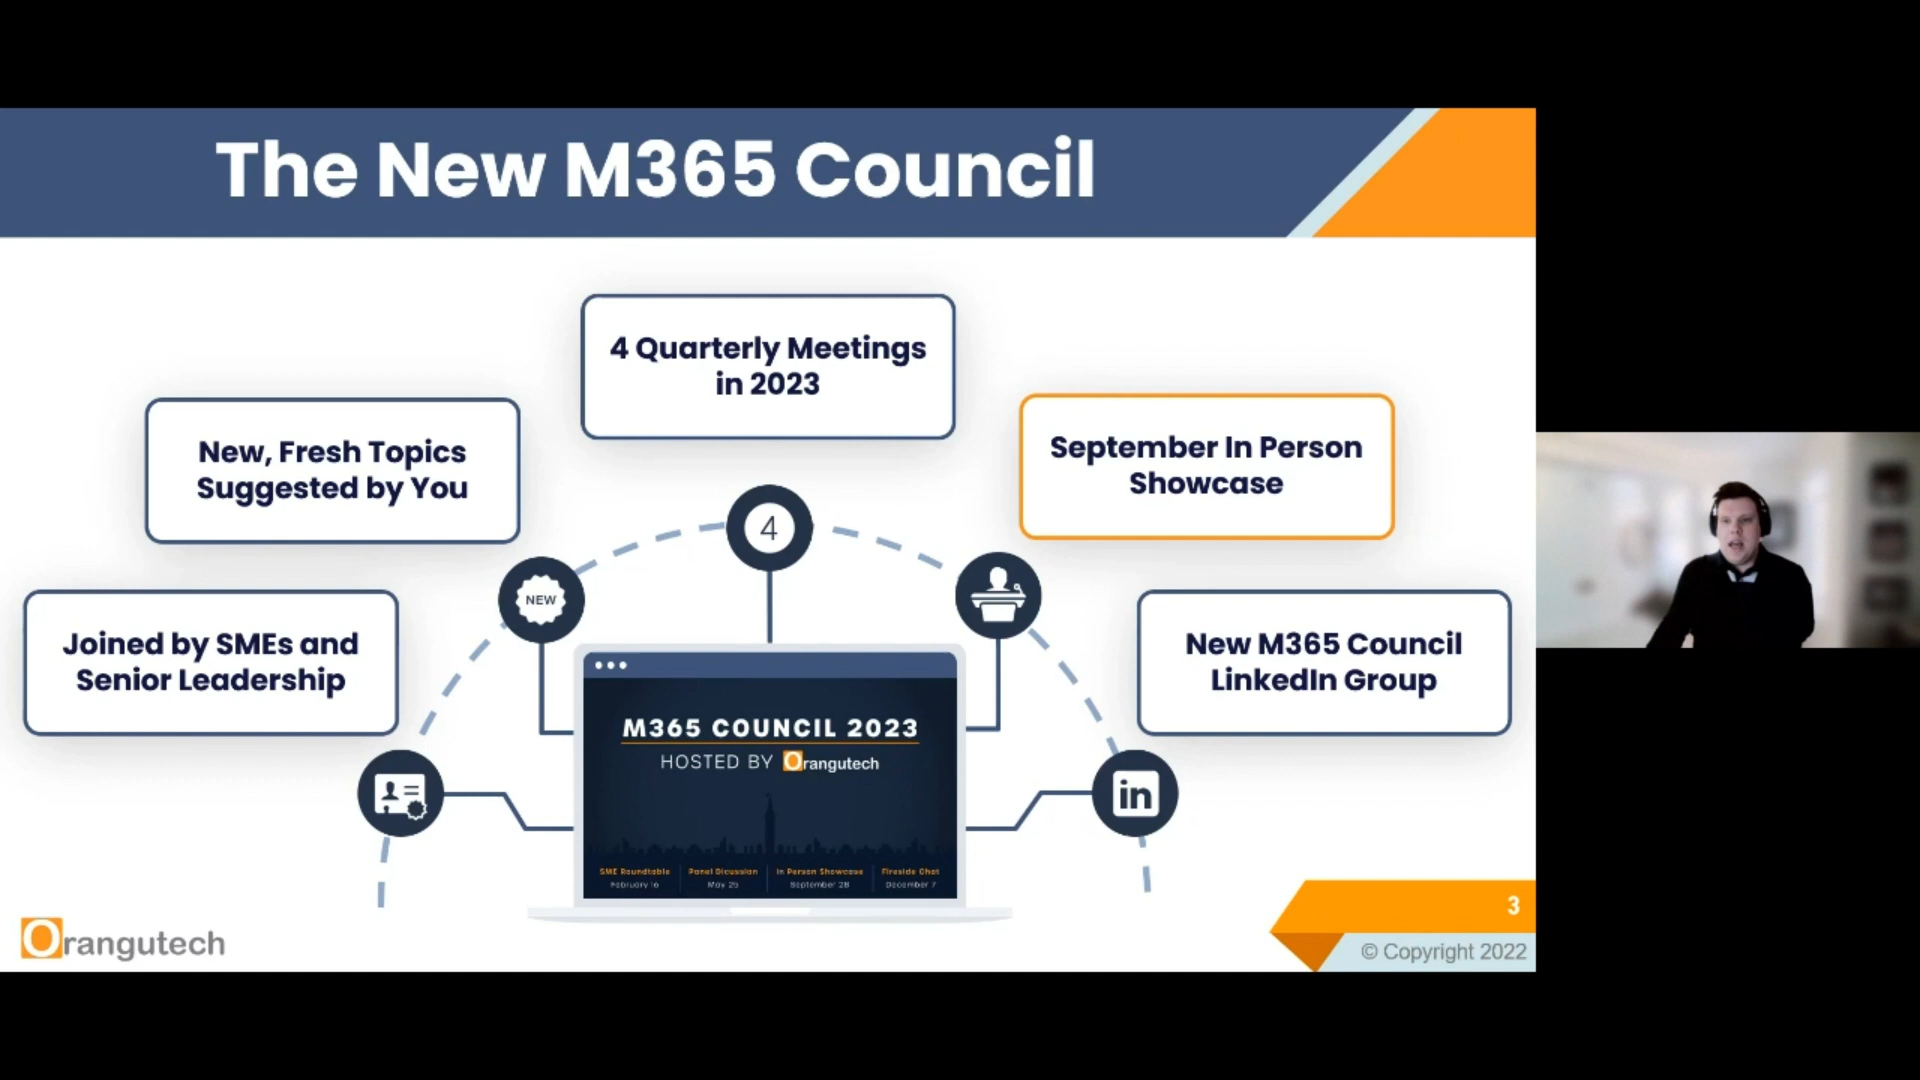 The New M365 Council
4 Quarterly Meetings
in 2023
New, Fresh Topics
Suggested by You
September In Person
Showcase
Joined by SMEs and
Senior Leadership
New M365 Council
LinkedIn Group
4
NEW
in
M365 COUNCIL 2023
HOSTED BY Orangutech
SME Roundtable
February 16
Panel Discussion
May 25
In Person Showcase
September 28
Fireside Chat
December 7
Orangutech
3
© Copyright 2022